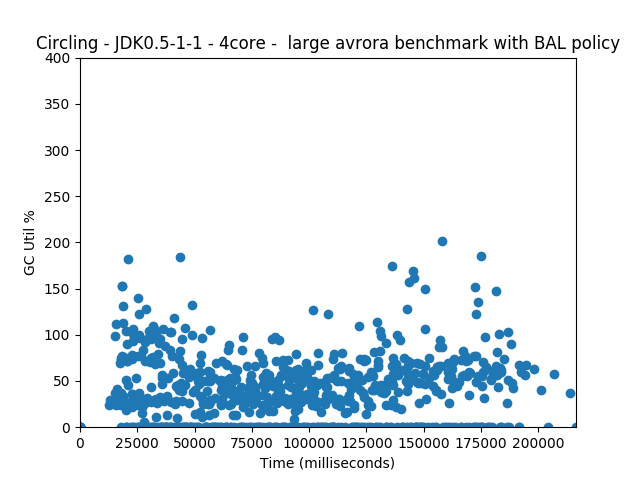 Circling - JDK0.5-1-1 - 4core -  large avrora benchmark with BAL policy
400
350
300
250
200
150
100
50
0
GC Util %
0 25000 50000 75000 100000 125000 150000 175000 200000
Time (milliseconds)